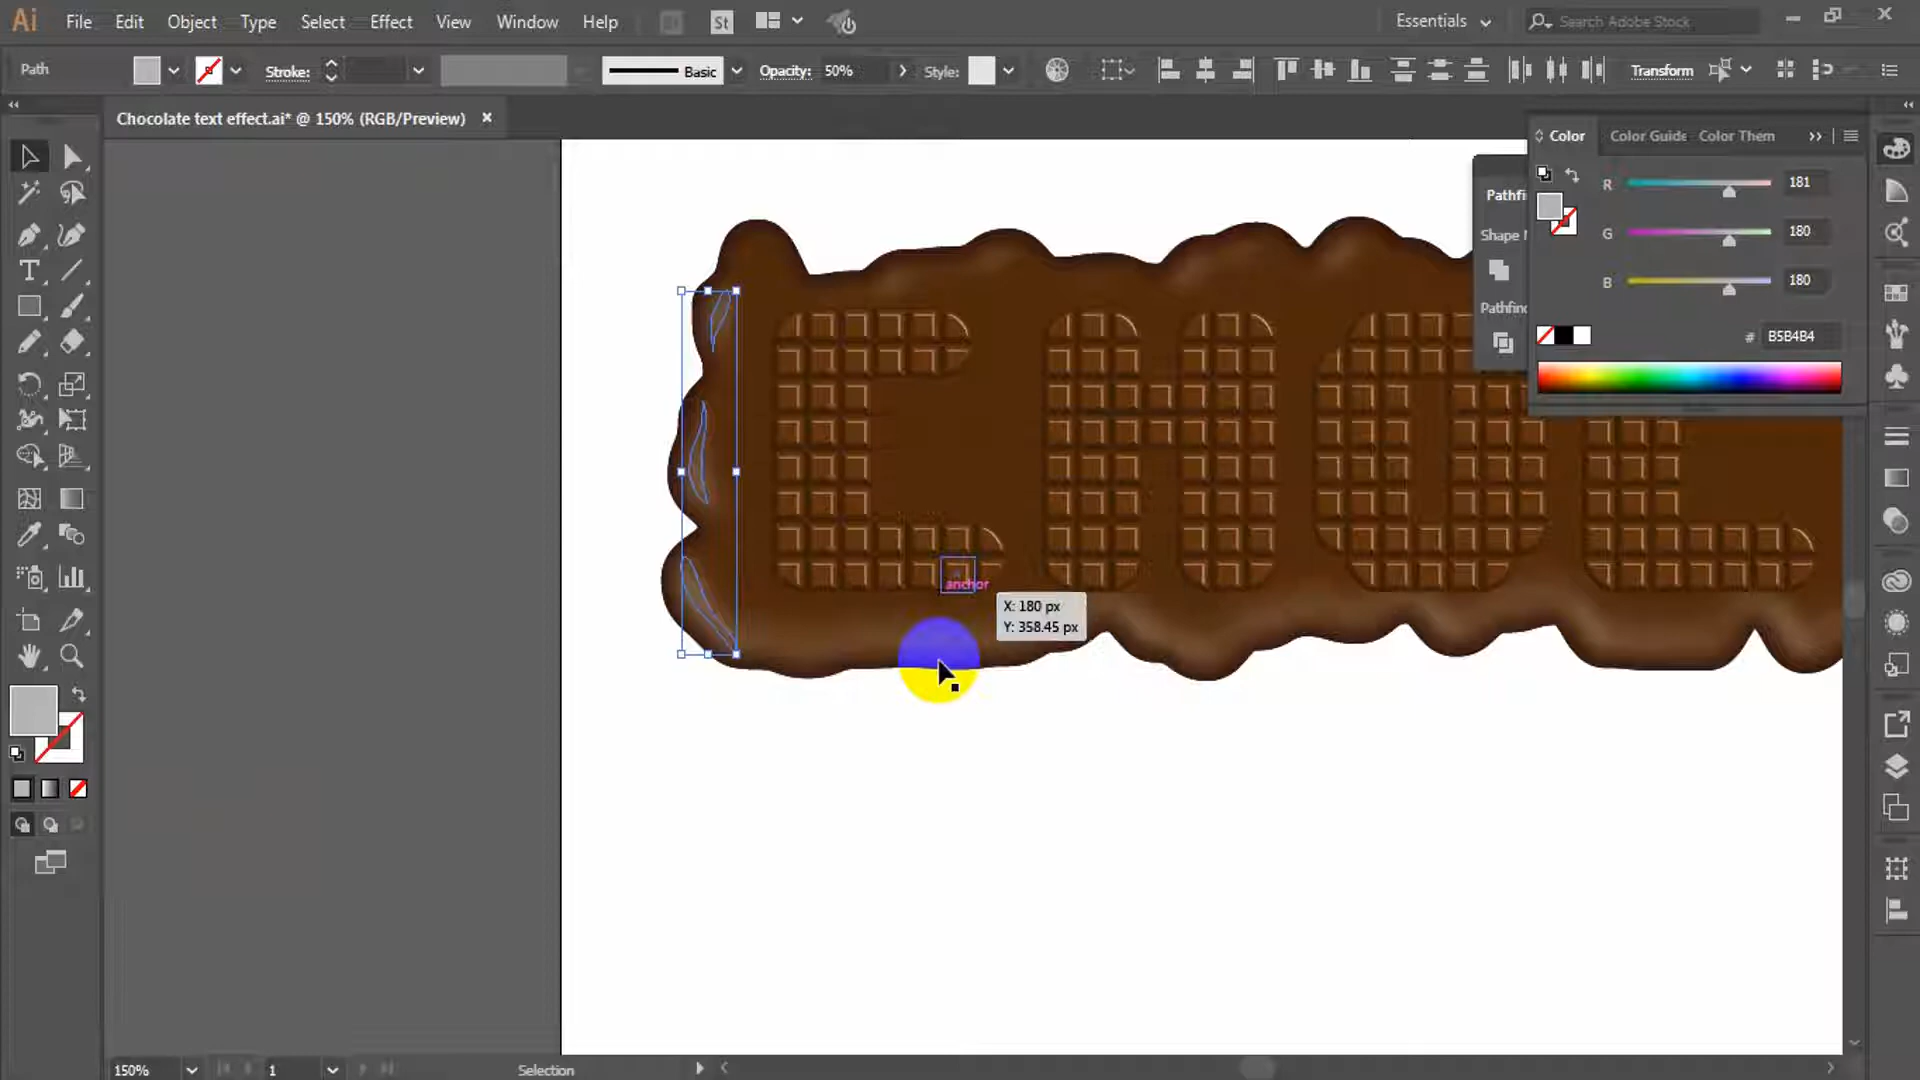 Ai File Edit Object Type Select Effect View Window Help St Essentials Search Adobe Stock
Path Stroke: Basic Opacity: 50% Style: Transform
Chocolate text effect.ai* @ 150% (RGB/Preview) ×
Color Color Guide Color Them
R 181
Pathfi
Shape M
G 180
B 180
Pathfind
# B5B4B4
CHOC
anchor
X: 180 px
Y: 358.45 px
150% 1 Selection